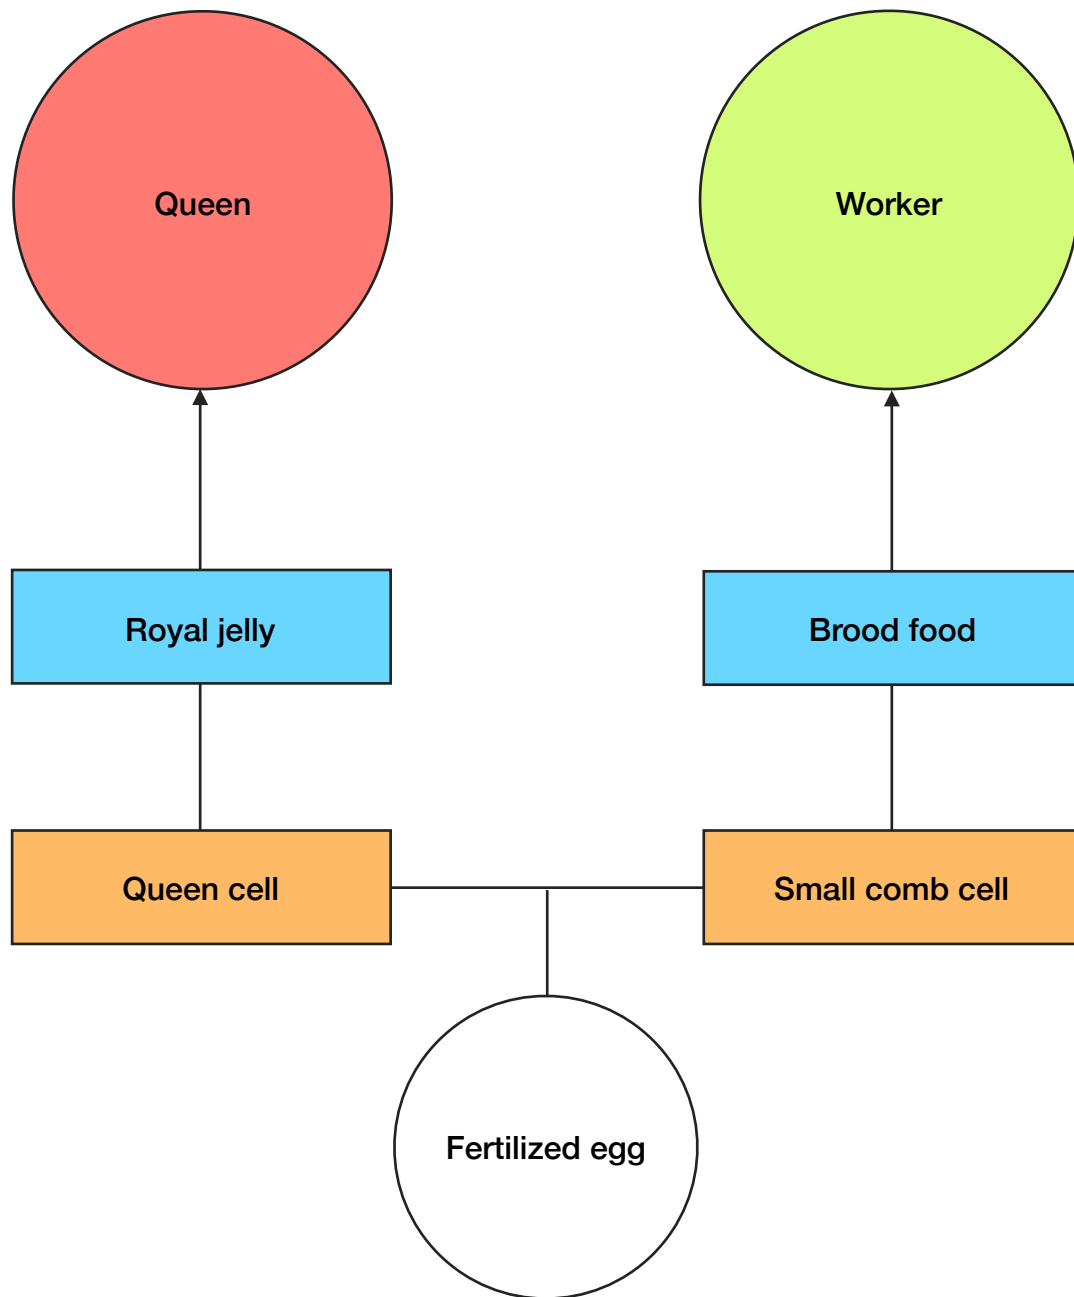 Queen
Worker
Royal jelly
Brood food
Queen cell
Small comb cell
Fertilized egg